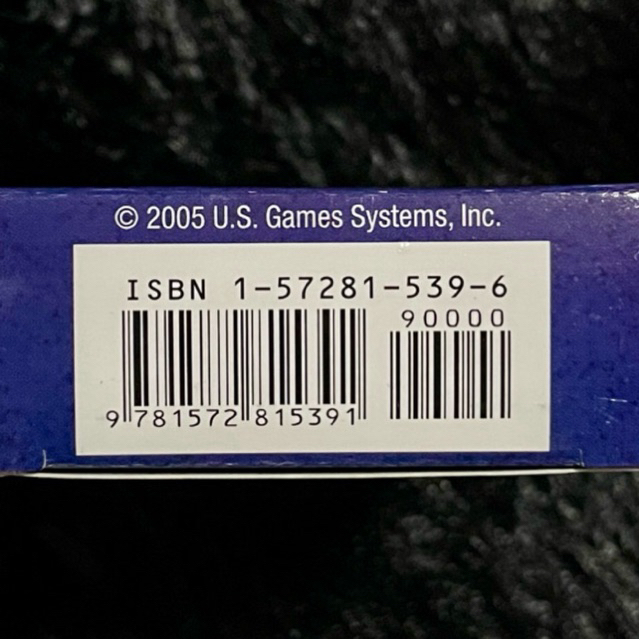 © 2005 U.S. Games Systems, Inc.
ISBN 1-57281-539-6
90000
9 781572 815391